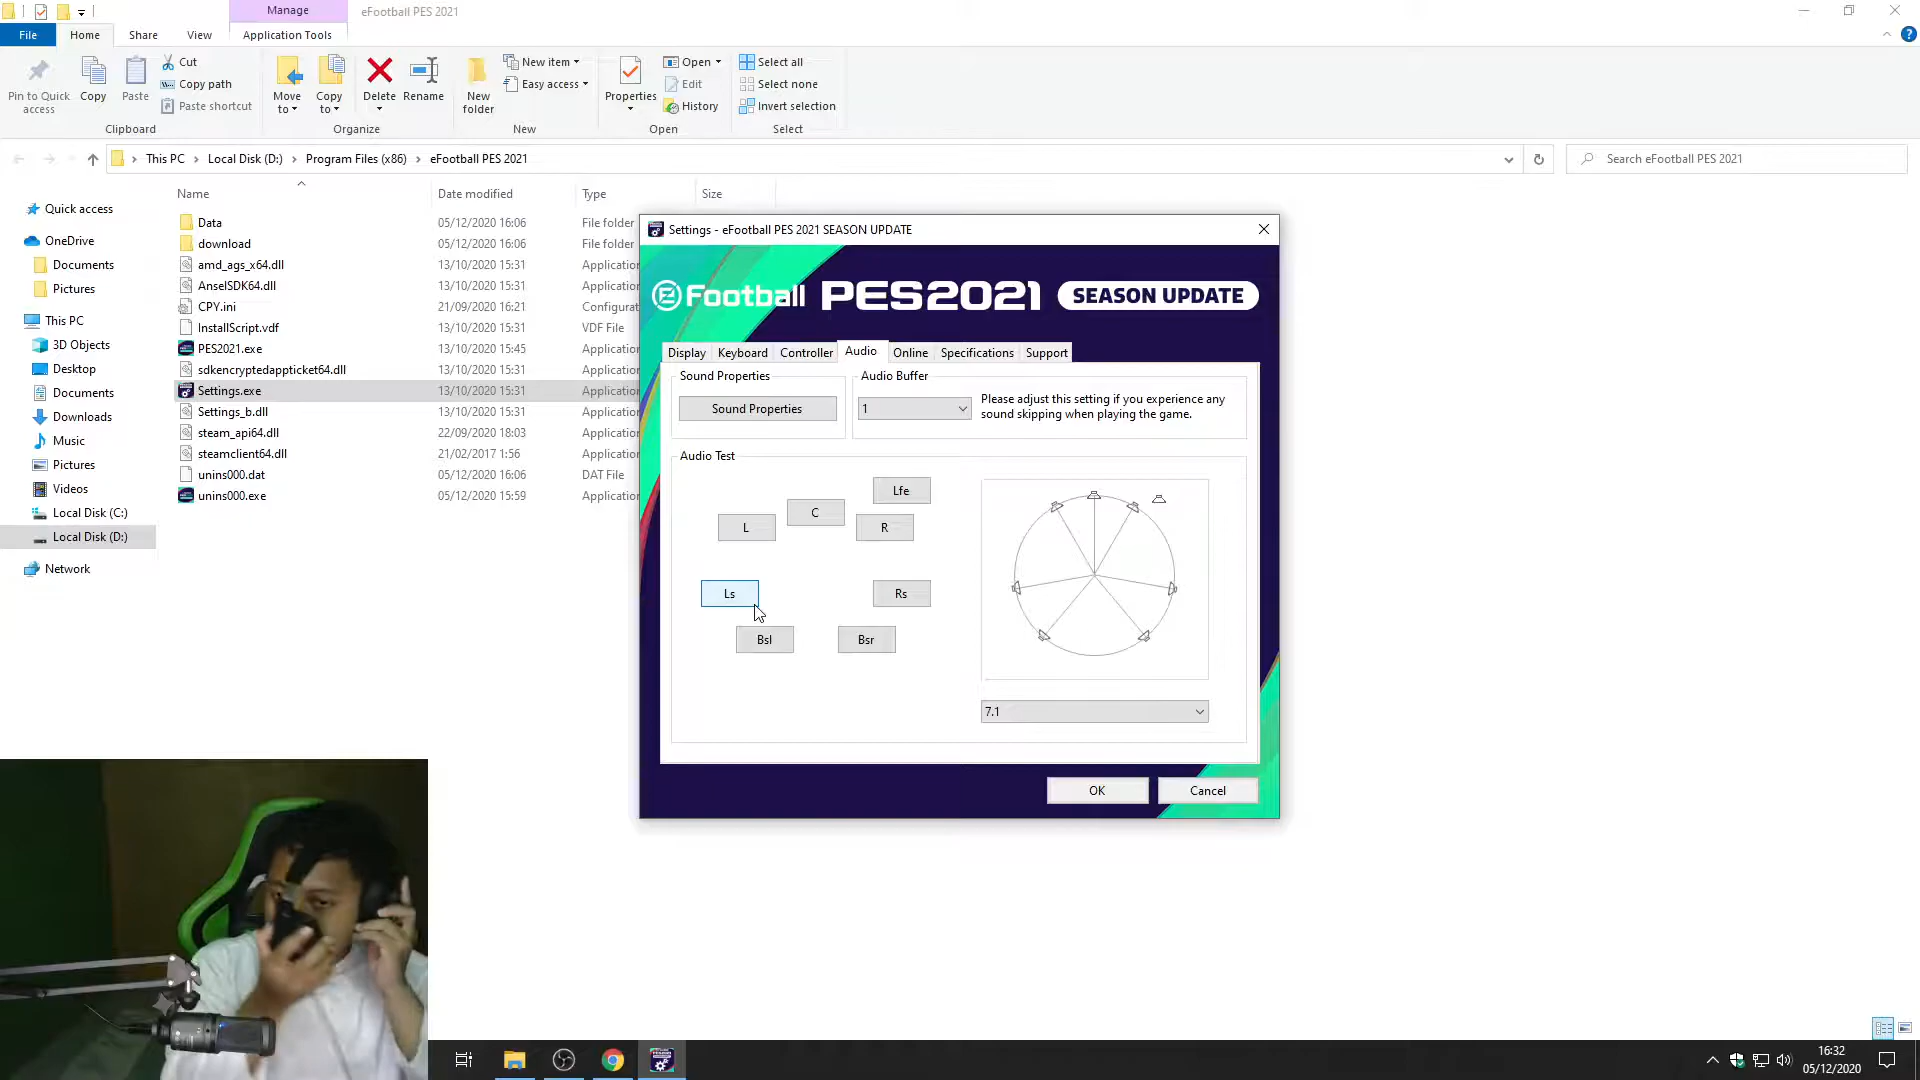 Manage
eFootball PES 2021
File
Home
Share
View
Application Tools
Pin to Quick access
Copy
Paste
Cut
Copy path
Paste shortcut
Clipboard
Move to
Copy to
Delete
Rename
Organize
New folder
New item
Easy access
New
Properties
Open
Edit
History
Open
Select all
Select none
Invert selection
Select
This PC
Local Disk (D:)
Program Files (x86)
eFootball PES 2021
Search eFootball PES 2021
Name
Date modified
Type
Size
Quick access
OneDrive
Documents
Pictures
This PC
3D Objects
Desktop
Documents
Downloads
Music
Pictures
Videos
Local Disk (C:)
Local Disk (D:)
Network
Data 05/12/2020 16:06 File folder
download 05/12/2020 16:06 File folder
amd_ags_x64.dll 13/10/2020 15:31 Application
AnselSDK64.dll 13/10/2020 15:31 Application
CPY.ini 21/09/2020 16:21 Configura
InstallScript.vdf 13/10/2020 15:31 VDF File
PES2021.exe 13/10/2020 15:45 Application
sdkencryptedappticket64.dll 13/10/2020 15:31 Application
Settings.exe 13/10/2020 15:31 Application
Settings_b.dll 13/10/2020 15:31 Application
steam_api64.dll 22/09/2020 18:03 Application
steamclient64.dll 21/02/2017 1:56 Application
unins000.dat 05/12/2020 16:06 DAT File
unins000.exe 05/12/2020 15:59 Application
Settings - eFootball PES 2021 SEASON UPDATE
eFootball PES2021 SEASON UPDATE
Display
Keyboard
Controller
Audio
Online
Specifications
Support
Sound Properties
Sound Properties
Audio Buffer
1
Please adjust this setting if you experience any
sound skipping when playing the game.
Audio Test
Lfe
C
L
R
Ls
Rs
Bsl
Bsr
7.1
OK
Cancel
16:32
05/12/2020